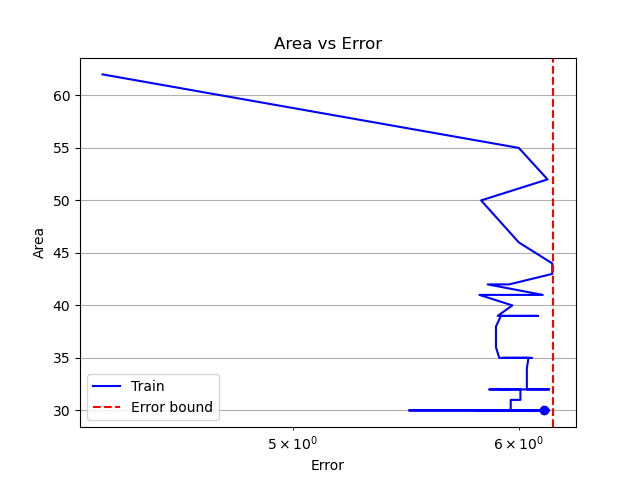 Area vs Error
Area
60
55
50
45
40
35
30
Train
Error bound
5 × 10⁰
6 × 10⁰
Error